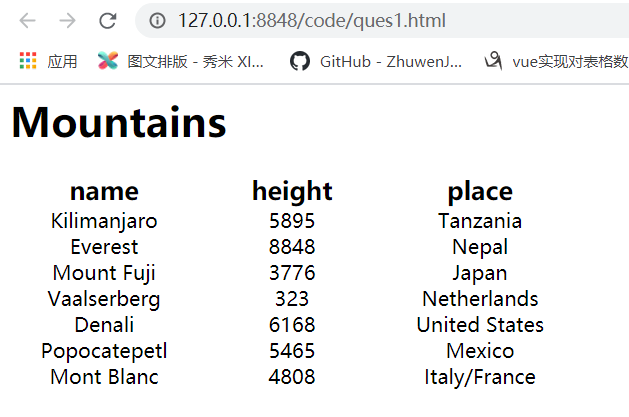 127.0.0.1:8848/code/ques1.html
应用 图文排版 - 秀米 XI... GitHub - ZhuwenJ... vue实现对表格数
Mountains
name height place
Kilimanjaro 5895 Tanzania
Everest 8848 Nepal
Mount Fuji 3776 Japan
Vaalserberg 323 Netherlands
Denali 6168 United States
Popocatepetl 5465 Mexico
Mont Blanc 4808 Italy/France